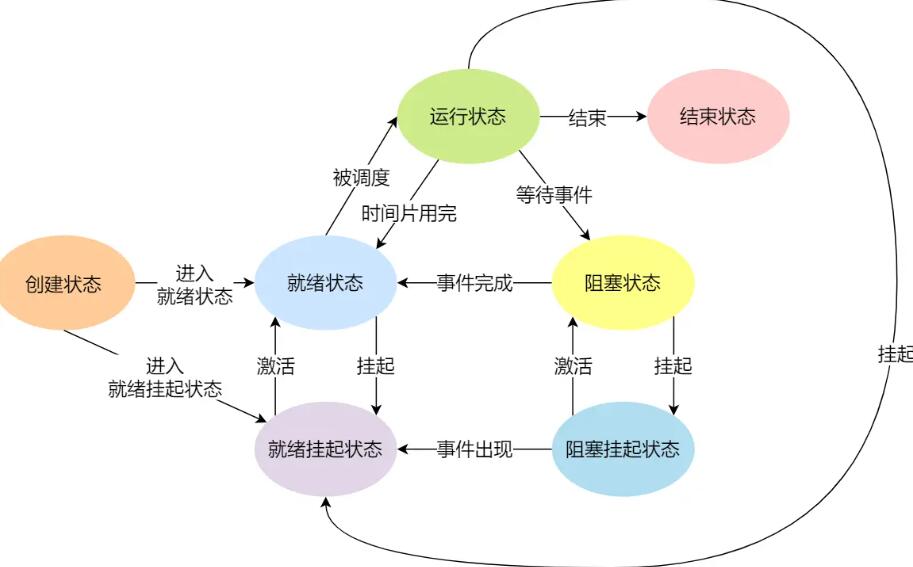 运行状态
结束
结束状态
被调度
时间片用完
等待事件
创建状态
进入
就绪状态
就绪状态
事件完成
阻塞状态
进入
就绪挂起状态
激活
挂起
激活
挂起
挂起
就绪挂起状态
事件出现
阻塞挂起状态